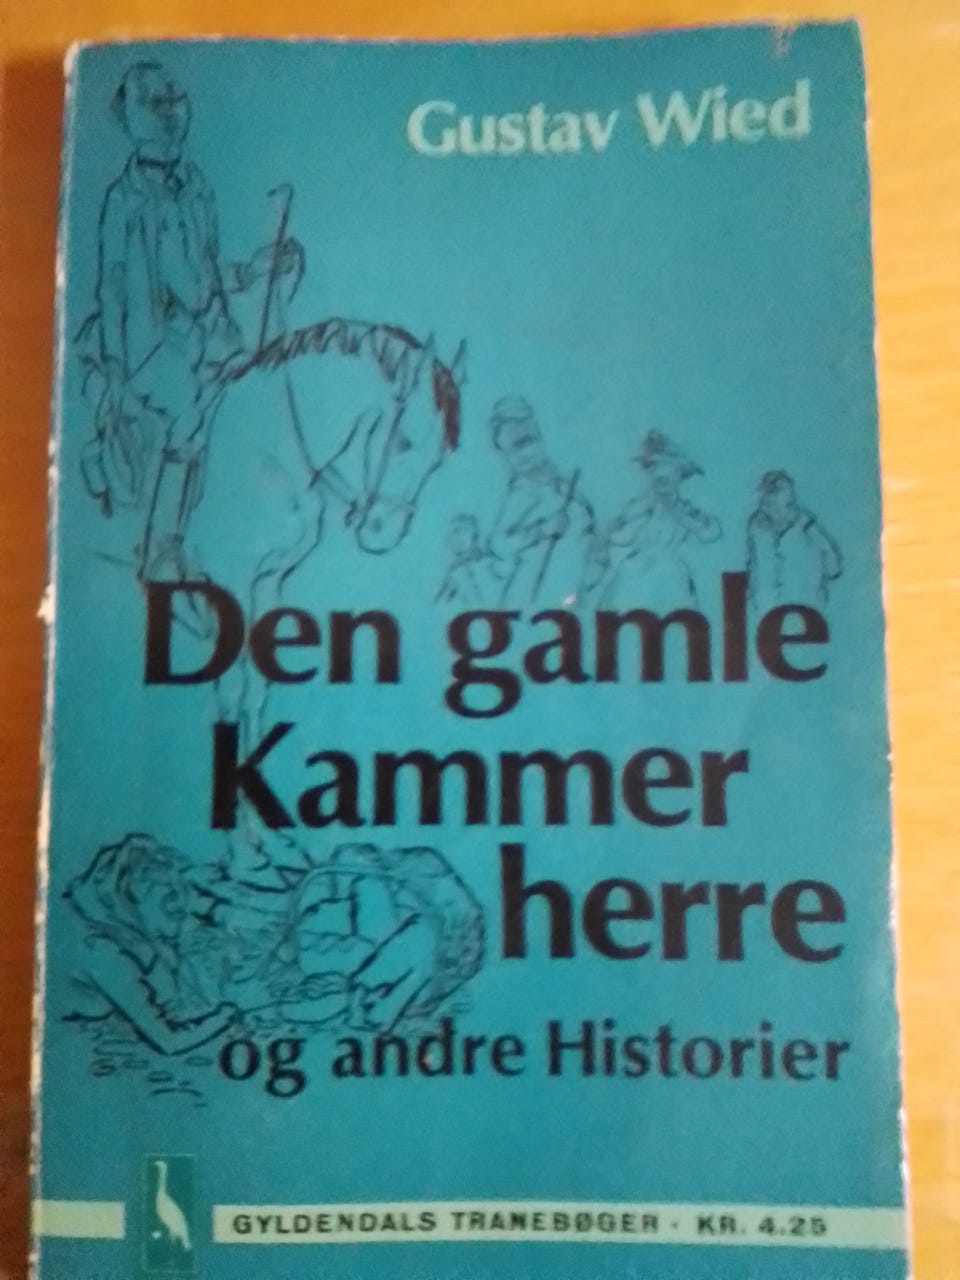 Gustav Wied
Den gamle
Kammer
herre
og andre Historier
GYLDENDALS TRANEBØGER · KR. 4.25